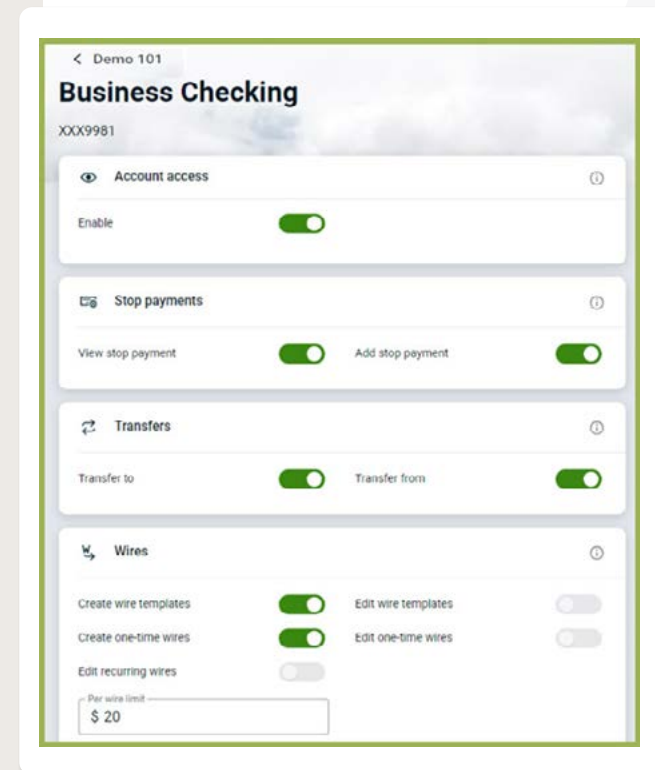 < Demo 101
Business Checking
XXX9981
Account access
Enable
Stop payments
View stop payment Add stop payment
Transfers
Transfer to Transfer from
Wires
Create wire templates Edit wire templates
Create one-time wires Edit one-time wires
Edit recurring wires
Per wire limit
$ 20